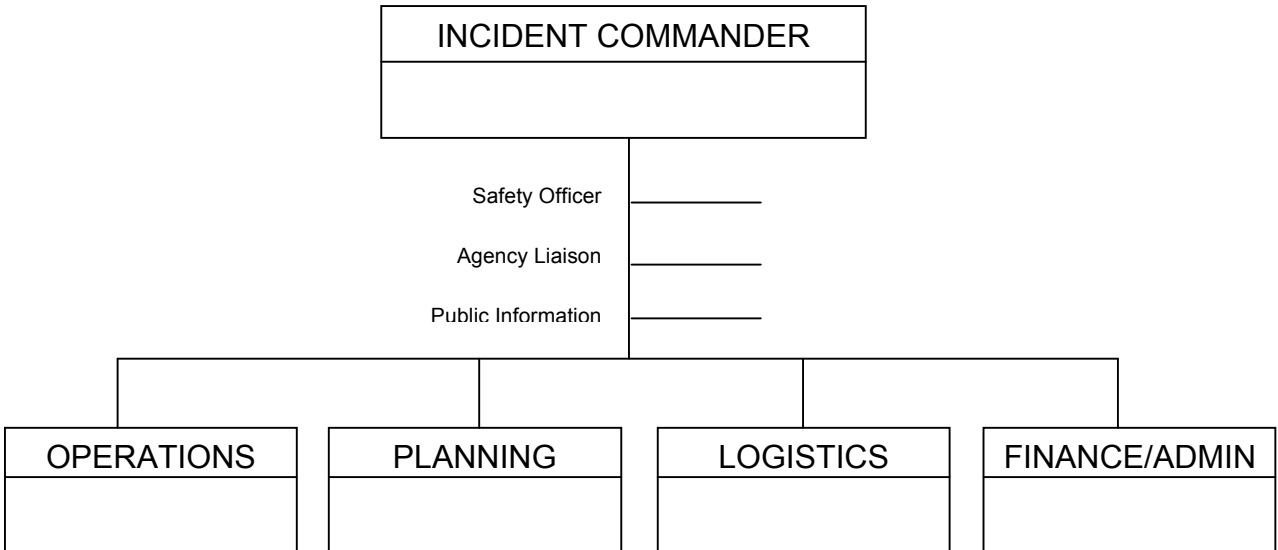 INCIDENT COMMANDER
Safety Officer
Agency Liaison
Public Information
OPERATIONS
PLANNING
LOGISTICS
FINANCE/ADMIN